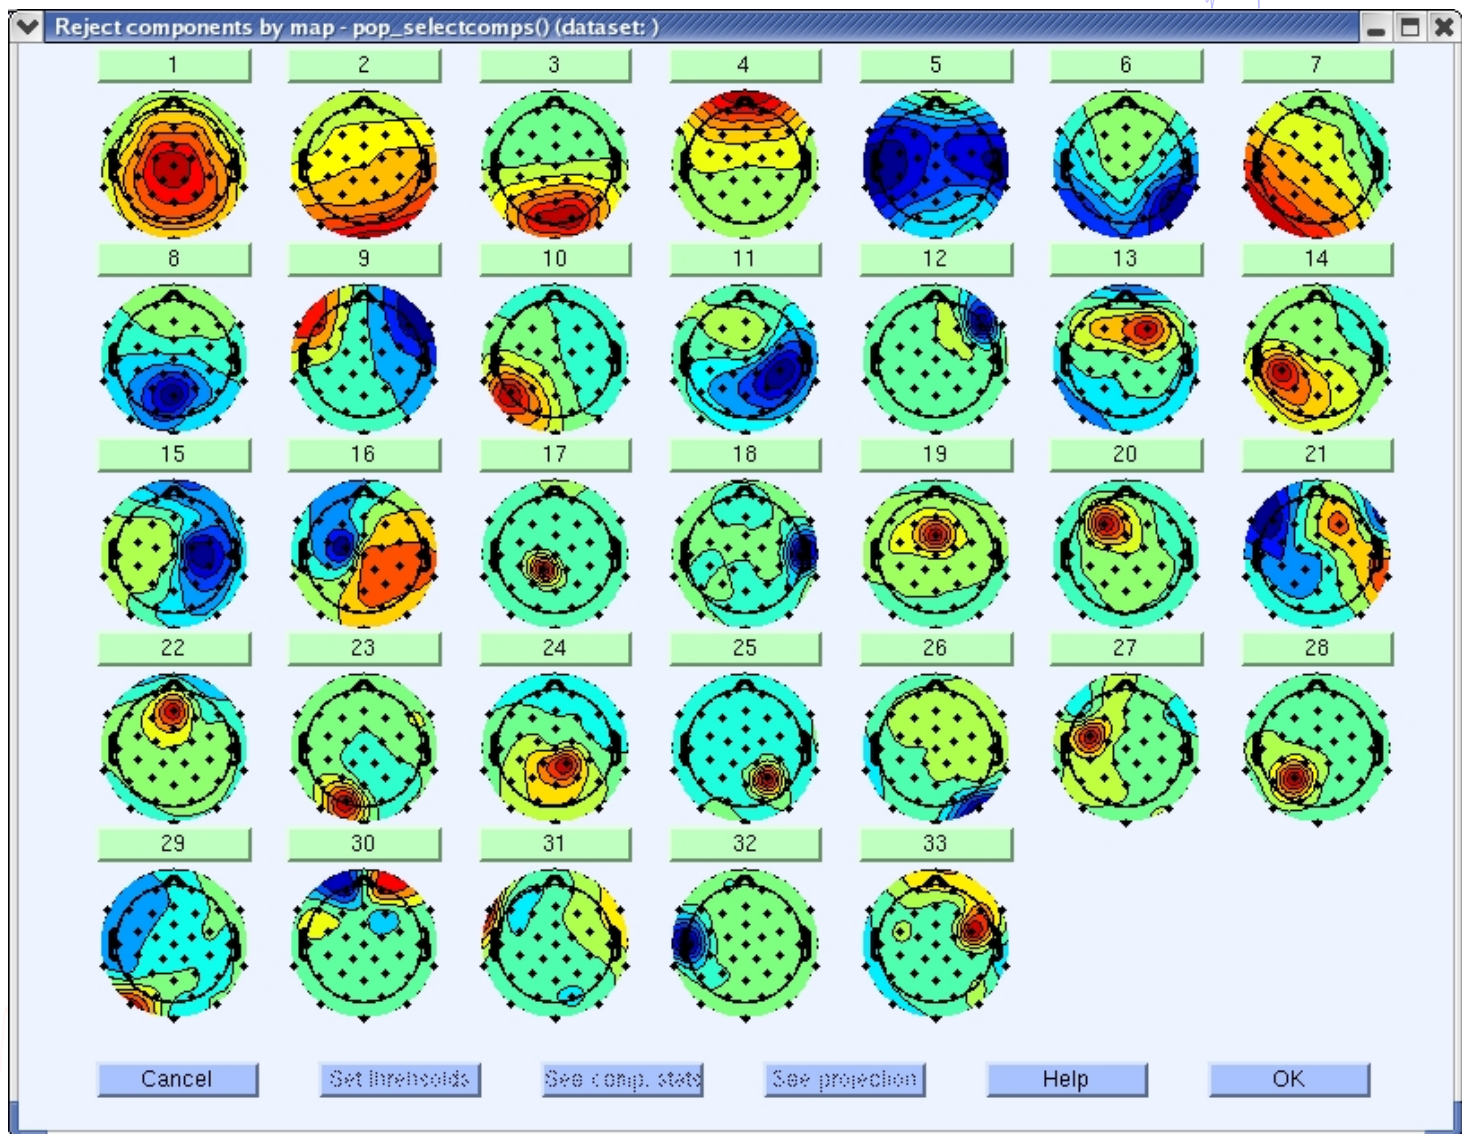 Reject components by map - pop_selectcomps() (dataset: )
1 2 3 4 5 6 7
8 9 10 11 12 13 14
15 16 17 18 19 20 21
22 23 24 25 26 27 28
29 30 31 32 33
Cancel Set threhsolds See comp. stats See projection Help OK